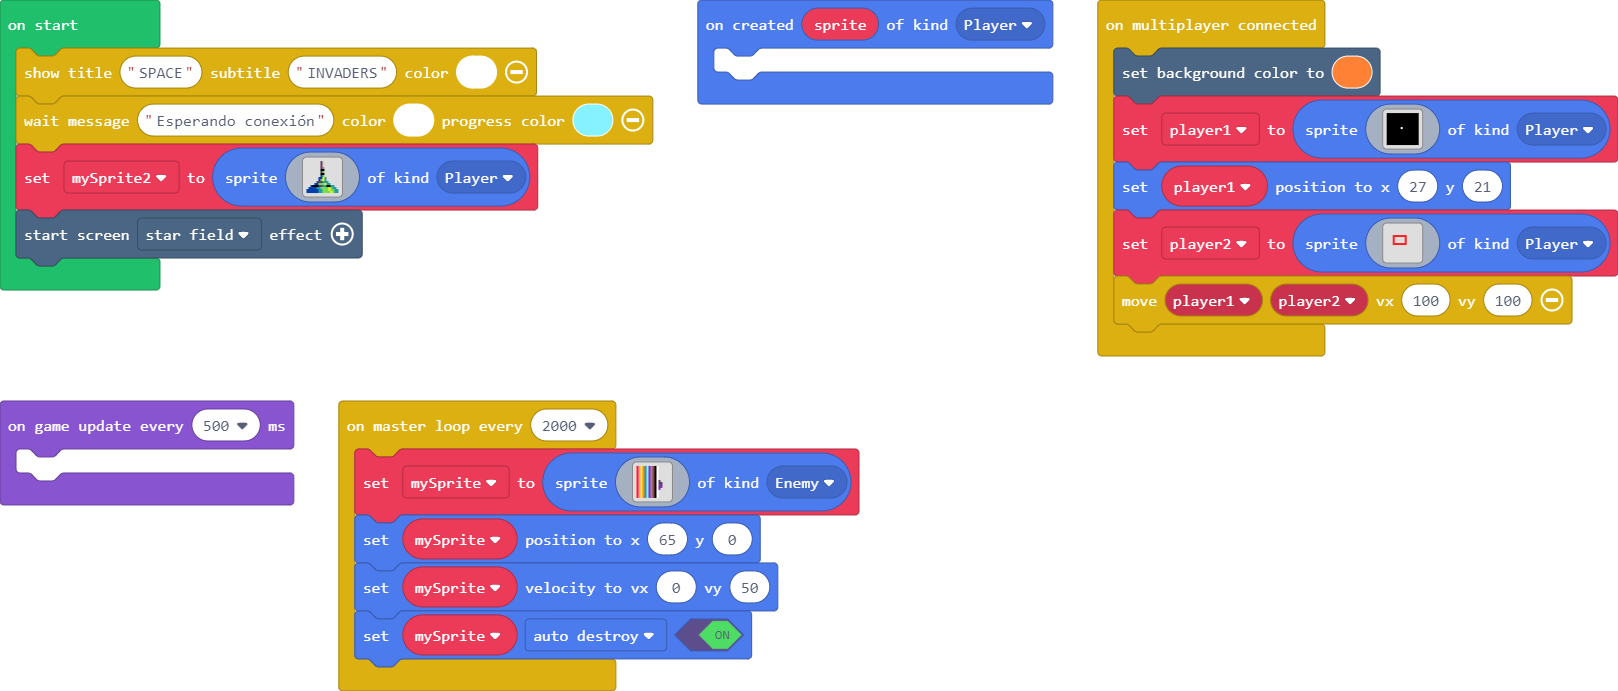 on start
show title "SPACE" subtitle "INVADERS" color
wait message "Esperando conexión" color progress color
set mySprite2 to sprite of kind Player
start screen star field effect
on created sprite of kind Player
on multiplayer connected
set background color to
set player1 to sprite of kind Player
set player1 position to x 27 y 21
set player2 to sprite of kind Player
move player1 player2 vx 100 vy 100
on game update every 500 ms
on master loop every 2000
set mySprite to sprite of kind Enemy
set mySprite position to x 65 y 0
set mySprite velocity to vx 0 vy 50
set mySprite auto destroy ON